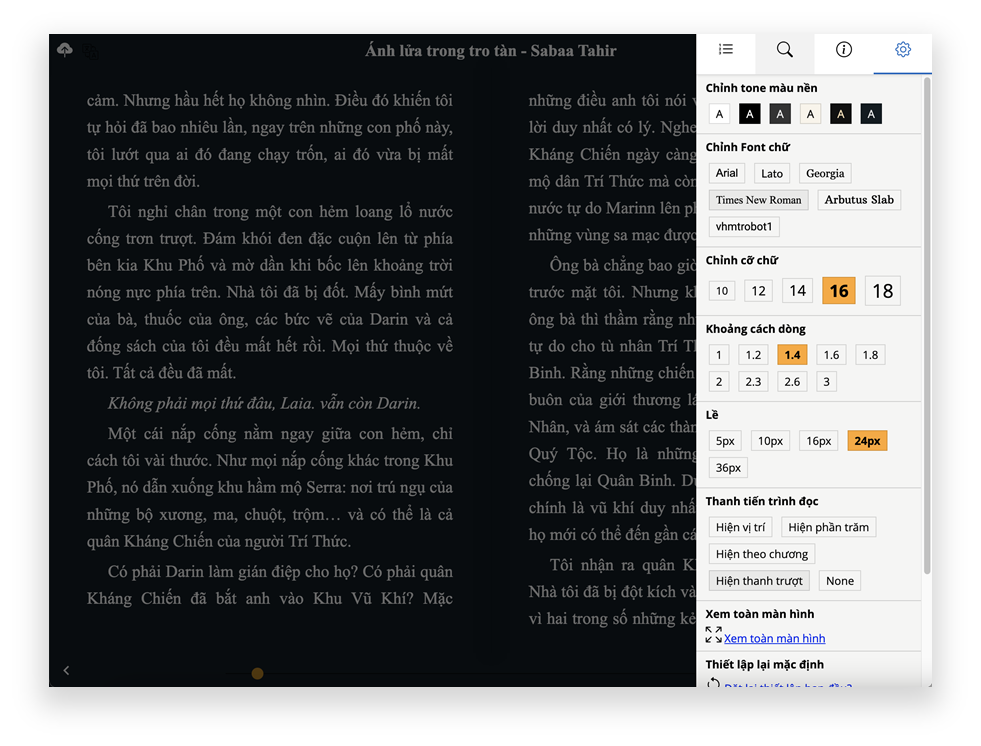 Ánh lửa trong tro tàn - Sabaa Tahir
cảm. Nhưng hầu hết họ không nhìn. Điều đó khiến tôi
tự hỏi đã bao nhiêu lần, ngay trên những con phố này,
tôi lướt qua ai đó đang chạy trốn, ai đó vừa bị mất
mọi thứ trên đời.
Tôi nghỉ chân trong một con hẻm loang lổ nước
cống trơn trượt. Đám khói đen đặc cuộn lên từ phía
bên kia Khu Phố và mờ dần khi bốc lên khoảng trời
nóng nực phía trên. Nhà tôi đã bị đốt. Mấy bình mứt
của bà, thuốc của ông, các bức vẽ của Darin và cả
đống sách của tôi đều mất hết rồi. Mọi thứ thuộc về
tôi. Tất cả đều đã mất.
Không phải mọi thứ đâu, Laia. vẫn còn Darin.
Một cái nắp cống nằm ngay giữa con hẻm, chỉ
cách tôi vài thước. Như mọi nắp cống khác trong Khu
Phố, nó dẫn xuống khu hầm mộ Serra: nơi trú ngụ của
những bộ xương, ma, chuột, trộm… và có thể là cả
quân Kháng Chiến của người Trí Thức.
Có phải Darin làm gián điệp cho họ? Có phải quân
Kháng Chiến đã bắt anh vào Khu Vũ Khí? Mặc
những điều anh tôi nói
lời duy nhất có lý. Nghe
Kháng Chiến ngày càng
mộ dân Trí Thức mà còn
nước tự do Marinn lên
những vùng sa mạc được
Ông bà chẳng bao giờ
trước mặt tôi. Nhưng
ông bà thì thầm rằng
tự do cho tù nhân Trí
Binh. Rằng những chiến
buôn của giới thương
Nhân, và ám sát các
Quý Tộc. Họ là những
chống lại Quân Binh.
chính là vũ khí duy
họ mới có thể đến gần
Tôi nhận ra quân
Nhà tôi đã bị đột kích
vì hai trong số những
Chỉnh tone màu nền
A A A A A A
Chỉnh Font chữ
Arial Lato Georgia
Times New Roman Arbutus Slab
vhmtrobot1
Chỉnh cỡ chữ
10 12 14 16 18
Khoảng cách dòng
1 1.2 1.4 1.6 1.8
2 2.3 2.6 3
Lề
5px 10px 16px 24px
36px
Thanh tiến trình đọc
Hiện vị trí Hiện phần trăm
Hiện theo chương
Hiện thanh trượt None
Xem toàn màn hình
Xem toàn màn hình
Thiết lập lại mặc định